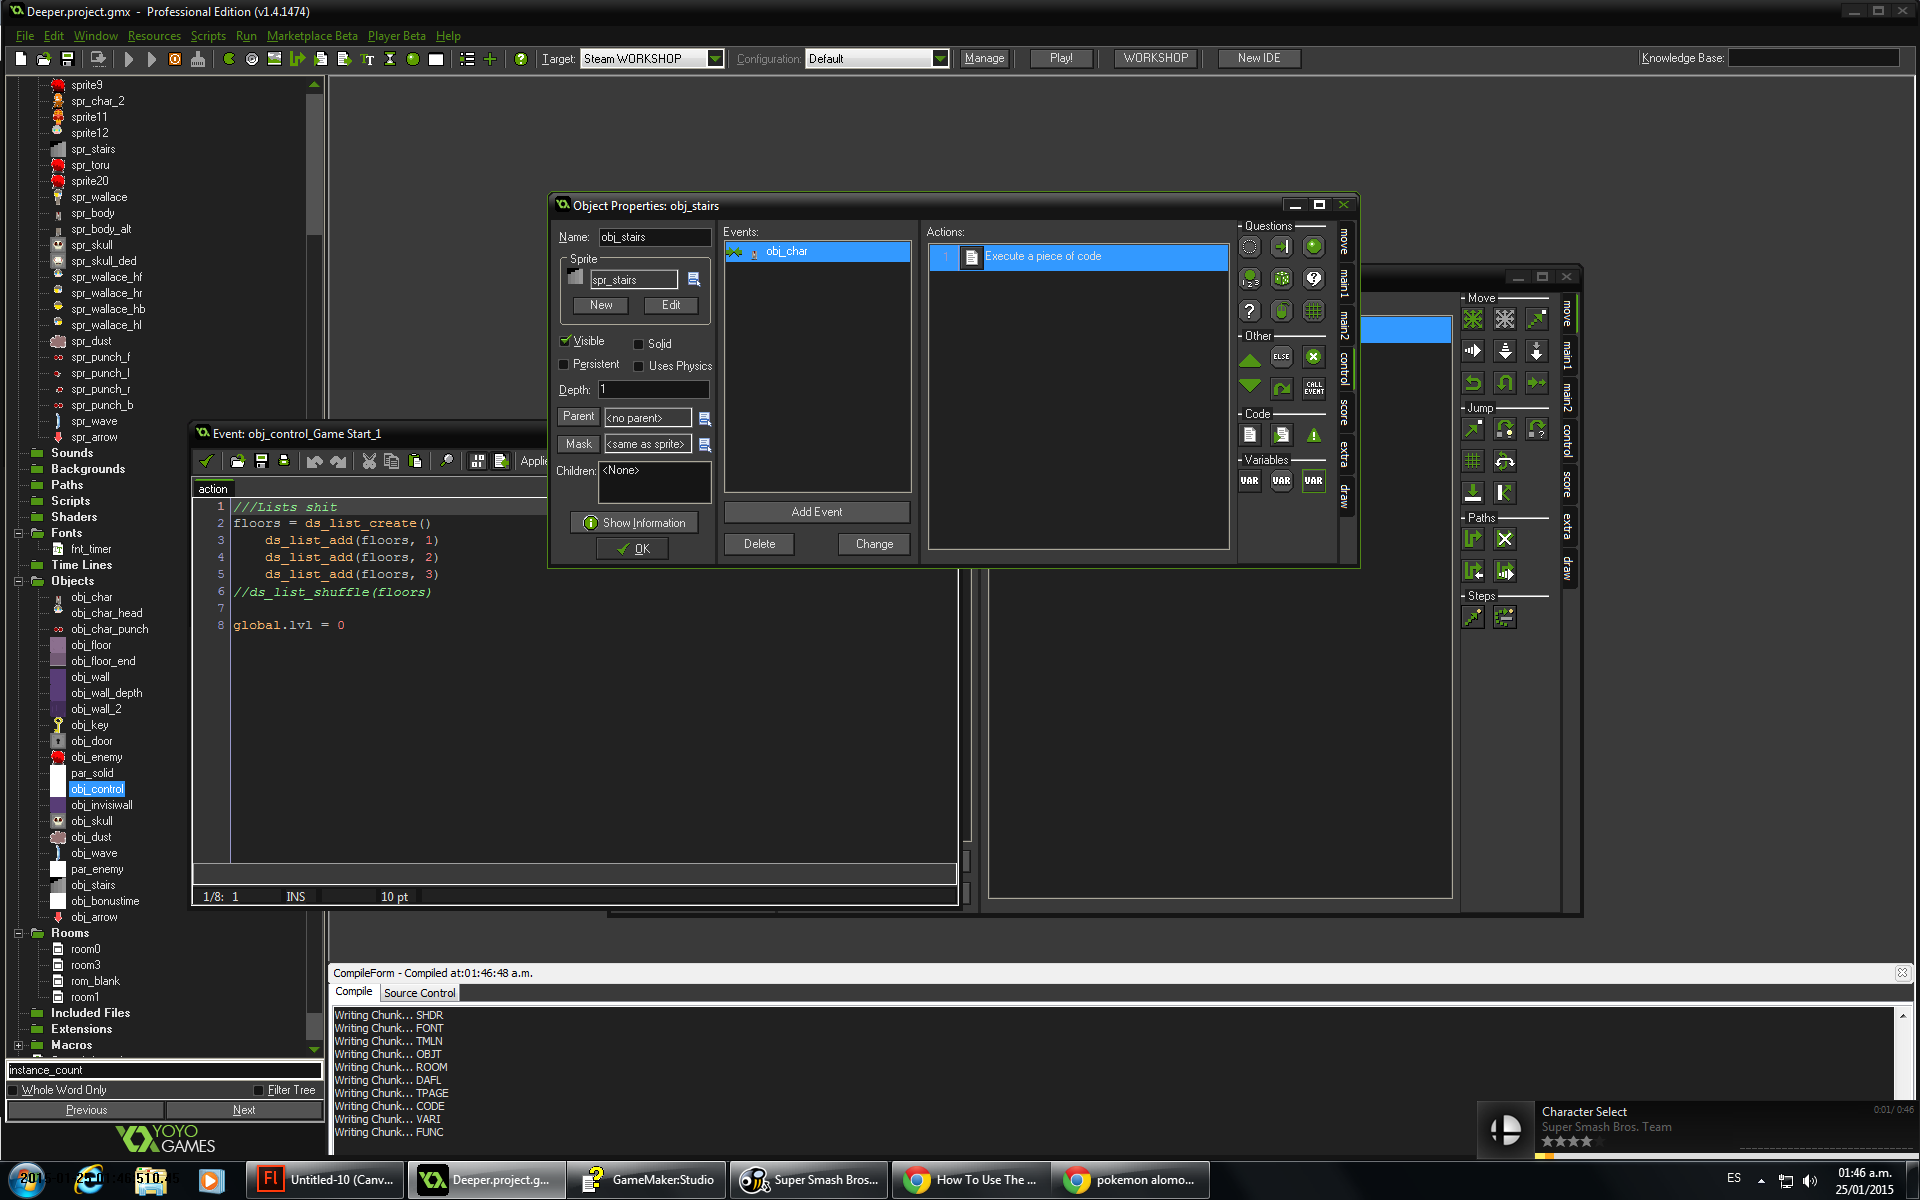 Deeper.project.gmx - Professional Edition (v1.4.1474)
File Edit Window Resources Scripts Run Marketplace Beta Player Beta Help
Target: Steam WORKSHOP Configuration: Default Manage Play! WORKSHOP New IDE Knowledge Base:
sprite9
spr_char_2
sprite11
sprite12
spr_stairs
spr_toru
sprite20
spr_wallace
spr_body
spr_body_alt
spr_skull
spr_skull_ded
spr_wallace_hf
spr_wallace_hr
spr_wallace_hb
spr_wallace_hl
spr_dust
spr_punch_f
spr_punch_l
spr_punch_r
spr_punch_b
spr_wave
spr_arrow
Sounds
Backgrounds
Paths
Scripts
Shaders
Fonts
fnt_timer
Time Lines
Objects
obj_char
obj_char_head
obj_char_punch
obj_floor
obj_floor_end
obj_wall
obj_wall_depth
obj_wall_2
obj_key
obj_door
obj_enemy
par_solid
obj_control
obj_invisiwall
obj_skull
obj_dust
obj_wave
par_enemy
obj_stairs
obj_bonustime
obj_arrow
Rooms
room0
room3
rom_blank
room1
Included Files
Extensions
Macros
instance_count
Whole Word Only Filter Tree
Previous Next
YOYO
GAMES
Event: obj_control_Game Start_1
Applie
action
1 ///Lists shit
2 floors = ds_list_create()
3 ds_list_add(floors, 1)
4 ds_list_add(floors, 2)
5 ds_list_add(floors, 3)
6 //ds_list_shuffle(floors)
7
8 global.lvl = 0
1/8: 1 INS 10 pt
Object Properties: obj_stairs
Name: obj_stairs
Sprite
spr_stairs
New Edit
Visible Solid
Persistent Uses Physics
Depth: 1
Parent <no parent>
Mask <same as sprite>
Children: <None>
Show Information
OK
Events:
obj_char
Add Event
Delete Change
Actions:
1 Execute a piece of code
Questions
Other
ELSE
CALL EVENT
Code
Variables
VAR VAR VAR
move
main1
main2
control
score
extra
draw
Move
Jump
Paths
Steps
move
main1
main2
control
score
extra
draw
CompileForm - Compiled at:01:46:48 a.m.
Compile Source Control
Writing Chunk... SHDR
Writing Chunk... FONT
Writing Chunk... TMLN
Writing Chunk... OBJT
Writing Chunk... ROOM
Writing Chunk... DAFL
Writing Chunk... TPAGE
Writing Chunk... CODE
Writing Chunk... VARI
Writing Chunk... FUNC
Character Select 0:01/ 0:46
Super Smash Bros. Team
Untitled-10 (Canv... Deeper.project.g... GameMaker:Studio Super Smash Bros... How To Use The ... pokemon alomo...
ES
01:46 a.m.
25/01/2015